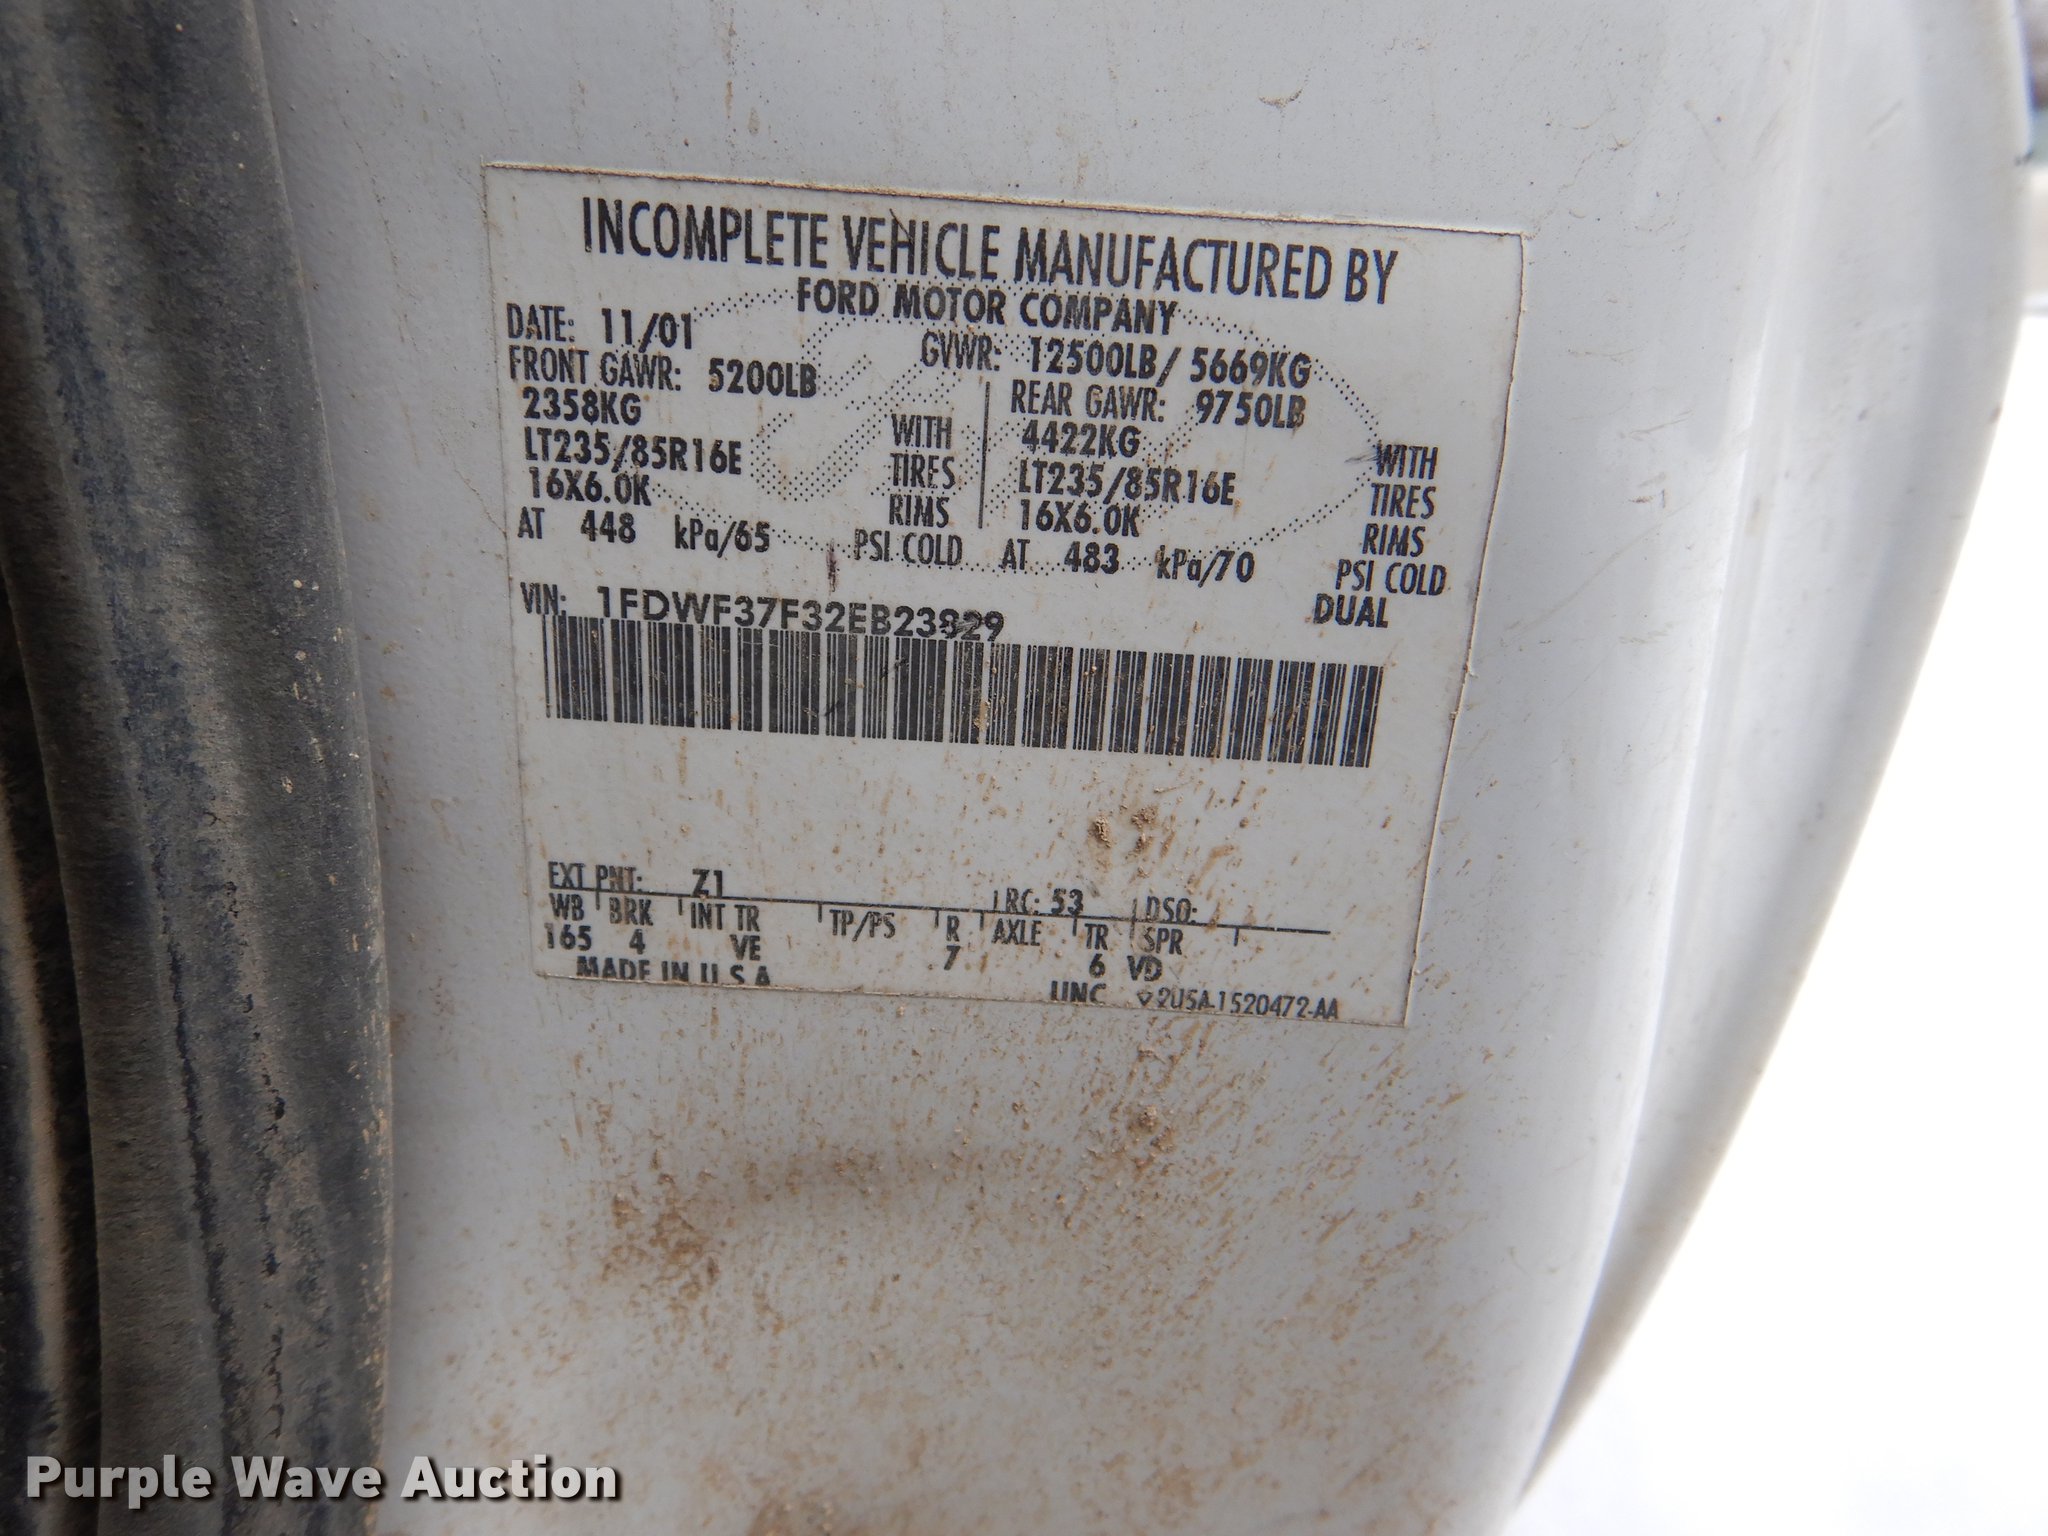 INCOMPLETE VEHICLE MANUFACTURED BY
FORD MOTOR COMPANY
DATE: 11/01 GVWR: 12500LB/ 5669KG
FRONT GAWR: 5200LB REAR GAWR: 9750LB
2358KG WITH 4422KG WITH
LT235/85R16E TIRES LT235/85R16E TIRES
16X6.0K RIMS 16X6.0K RIMS
AT 448 kPa/65 PSI COLD AT 483 kPa/70 PSI COLD
VIN: 1FDWF37F32EB23829 DUAL
EXT PNT: Z1 RC: 53 DSO:
WB BRK INT TR TP/PS R AXLE TR SPR
165 4 VE 7 6 VD
MADE IN U.S.A UNC 2U5A-1520472-AA
Purple Wave Auction